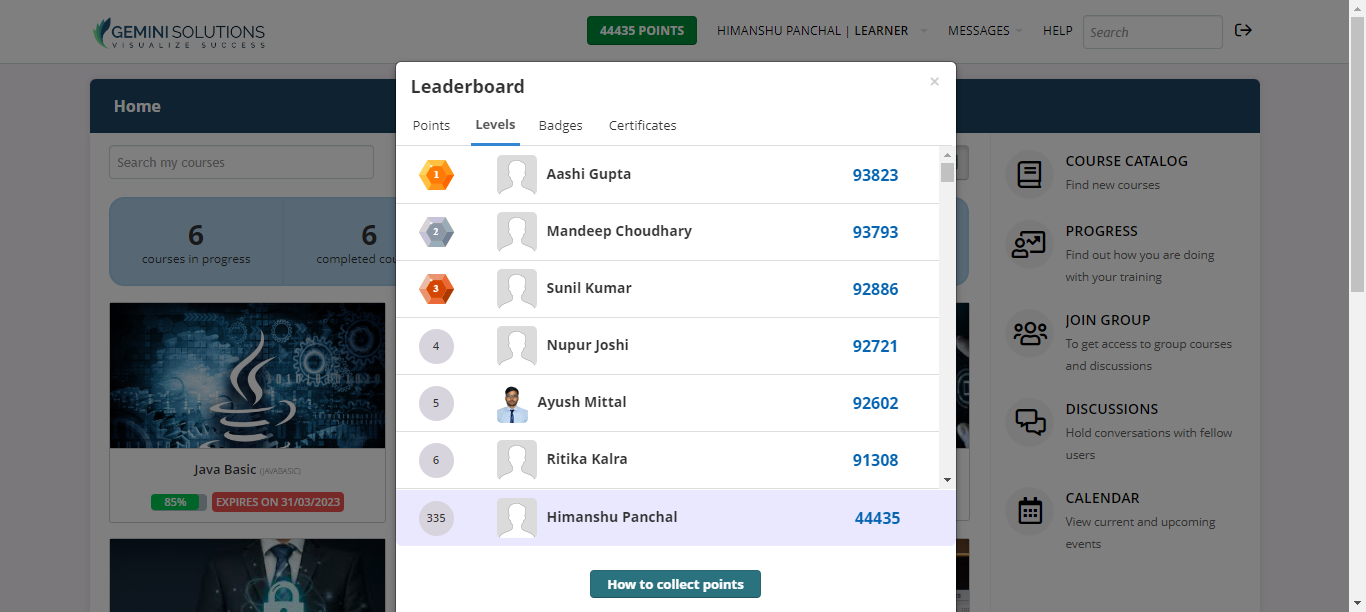 GEMINI SOLUTIONS
VISUALIZE SUCCESS
44435 POINTS
HIMANSHU PANCHAL | LEARNER
MESSAGES
HELP
Search
Home
Search my courses
6
courses in progress
6
completed cou
Java Basic (JAVABASIC)
85%
EXPIRES ON 31/03/2023
Leaderboard
×
Points
Levels
Badges
Certificates
1
Aashi Gupta
93823
2
Mandeep Choudhary
93793
3
Sunil Kumar
92886
4
Nupur Joshi
92721
5
Ayush Mittal
92602
6
Ritika Kalra
91308
335
Himanshu Panchal
44435
How to collect points
COURSE CATALOG
Find new courses
PROGRESS
Find out how you are doing
with your training
JOIN GROUP
To get access to group courses
and discussions
DISCUSSIONS
Hold conversations with fellow
users
CALENDAR
View current and upcoming
events